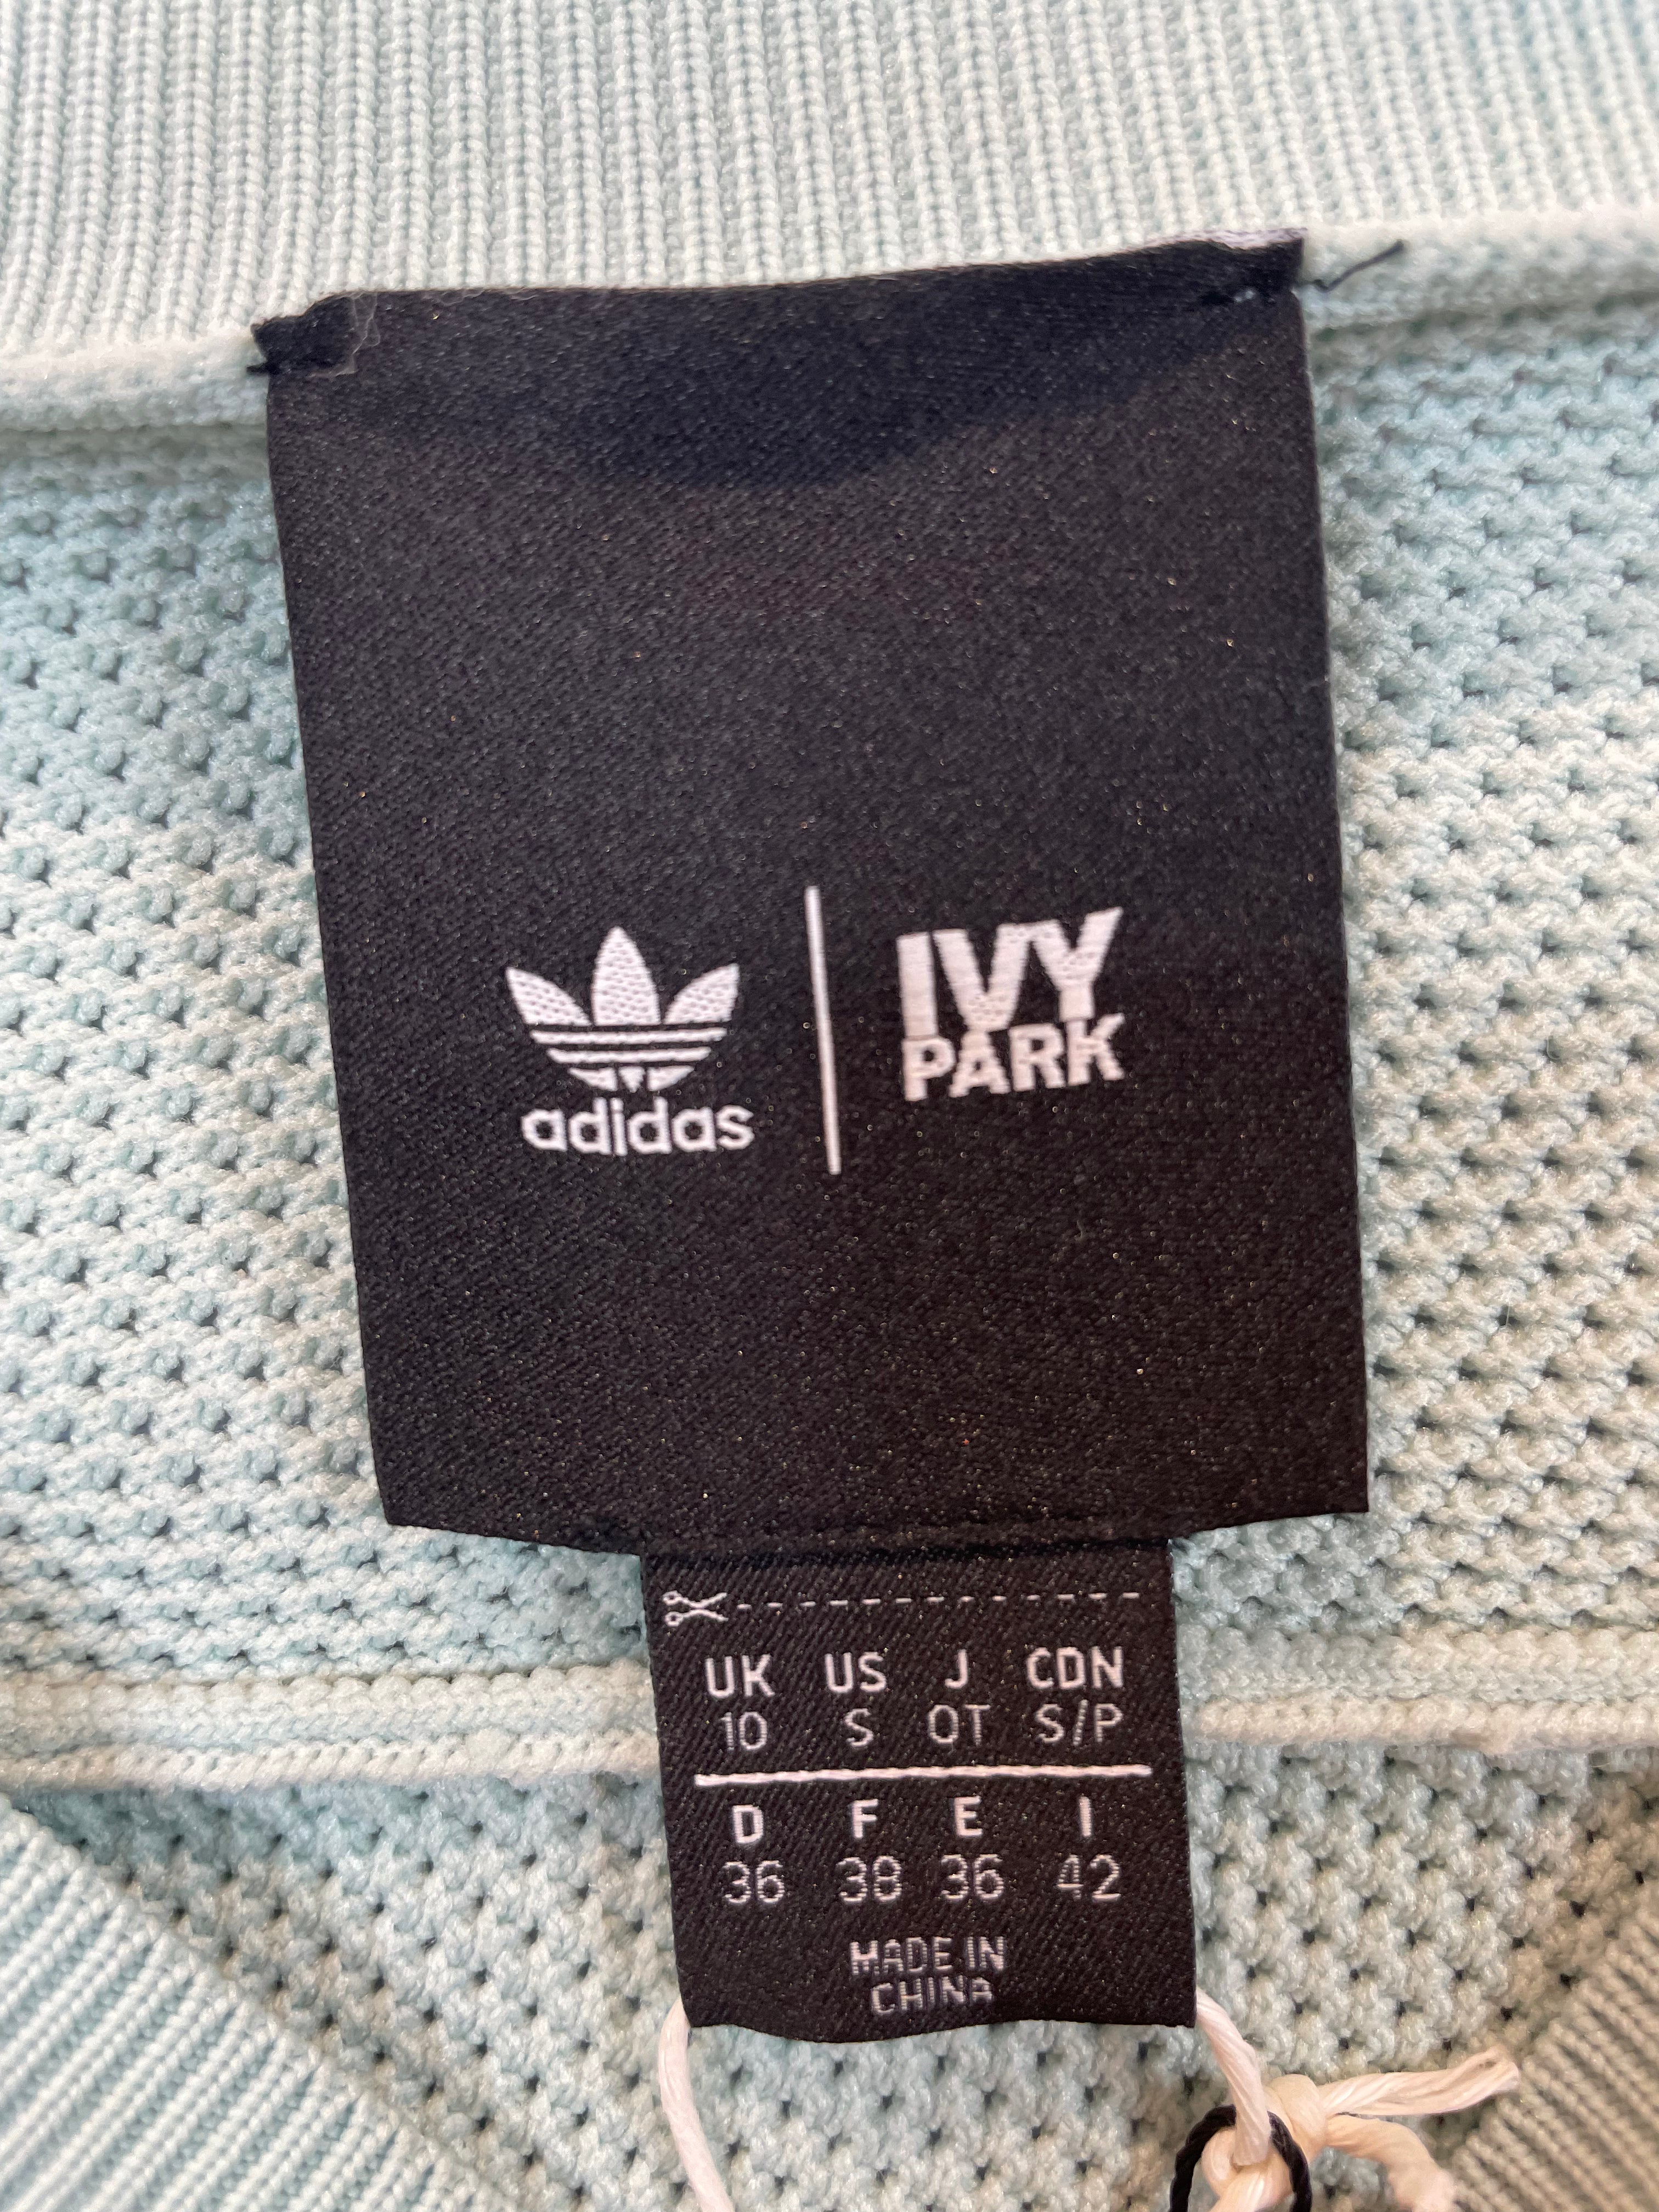 adidas
IVY
PARK
UK US J CDN
10 S OT S/P
D F E I
36 38 36 42
MADE IN
CHINA